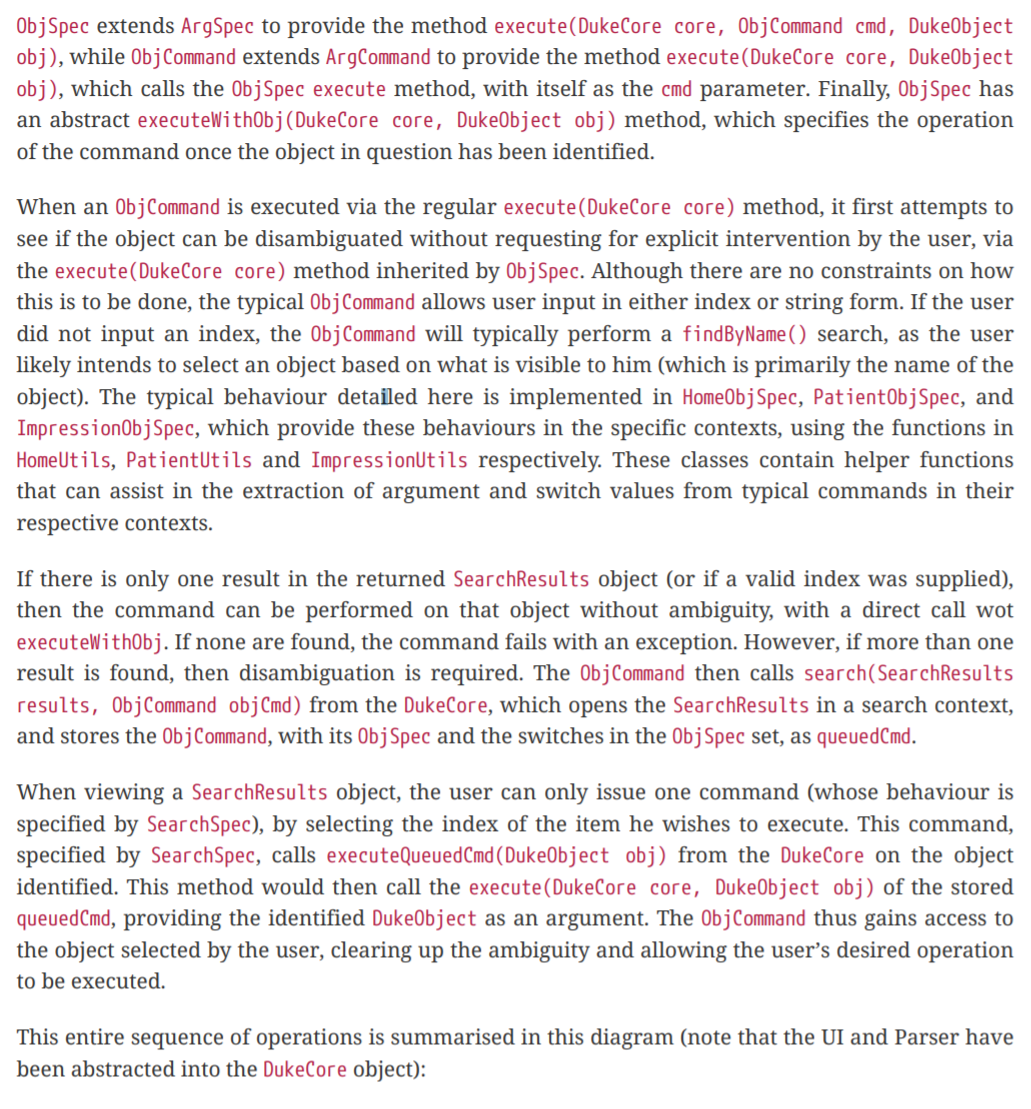 ObjSpec extends ArgSpec to provide the method execute(DukeCore core, ObjCommand cmd, DukeObject
obj), while ObjCommand extends ArgCommand to provide the method execute(DukeCore core, DukeObject
obj), which calls the ObjSpec execute method, with itself as the cmd parameter. Finally, ObjSpec has
an abstract executeWithObj(DukeCore core, DukeObject obj) method, which specifies the operation
of the command once the object in question has been identified.
When an ObjCommand is executed via the regular execute(DukeCore core) method, it first attempts to
see if the object can be disambiguated without requesting for explicit intervention by the user, via
the execute(DukeCore core) method inherited by ObjSpec. Although there are no constraints on how
this is to be done, the typical ObjCommand allows user input in either index or string form. If the user
did not input an index, the ObjCommand will typically perform a findByName() search, as the user
likely intends to select an object based on what is visible to him (which is primarily the name of the
object). The typical behaviour detailed here is implemented in HomeObjSpec, PatientObjSpec, and
ImpressionObjSpec, which provide these behaviours in the specific contexts, using the functions in
HomeUtils, PatientUtils and ImpressionUtils respectively. These classes contain helper functions
that can assist in the extraction of argument and switch values from typical commands in their
respective contexts.
If there is only one result in the returned SearchResults object (or if a valid index was supplied),
then the command can be performed on that object without ambiguity, with a direct call wot
executeWithObj. If none are found, the command fails with an exception. However, if more than one
result is found, then disambiguation is required. The ObjCommand then calls search(SearchResults
results, ObjCommand objCmd) from the DukeCore, which opens the SearchResults in a search context,
and stores the ObjCommand, with its ObjSpec and the switches in the ObjSpec set, as queuedCmd.
When viewing a SearchResults object, the user can only issue one command (whose behaviour is
specified by SearchSpec), by selecting the index of the item he wishes to execute. This command,
specified by SearchSpec, calls executeQueuedCmd(DukeObject obj) from the DukeCore on the object
identified. This method would then call the execute(DukeCore core, DukeObject obj) of the stored
queuedCmd, providing the identified DukeObject as an argument. The ObjCommand thus gains access to
the object selected by the user, clearing up the ambiguity and allowing the user’s desired operation
to be executed.
This entire sequence of operations is summarised in this diagram (note that the UI and Parser have
been abstracted into the DukeCore object):